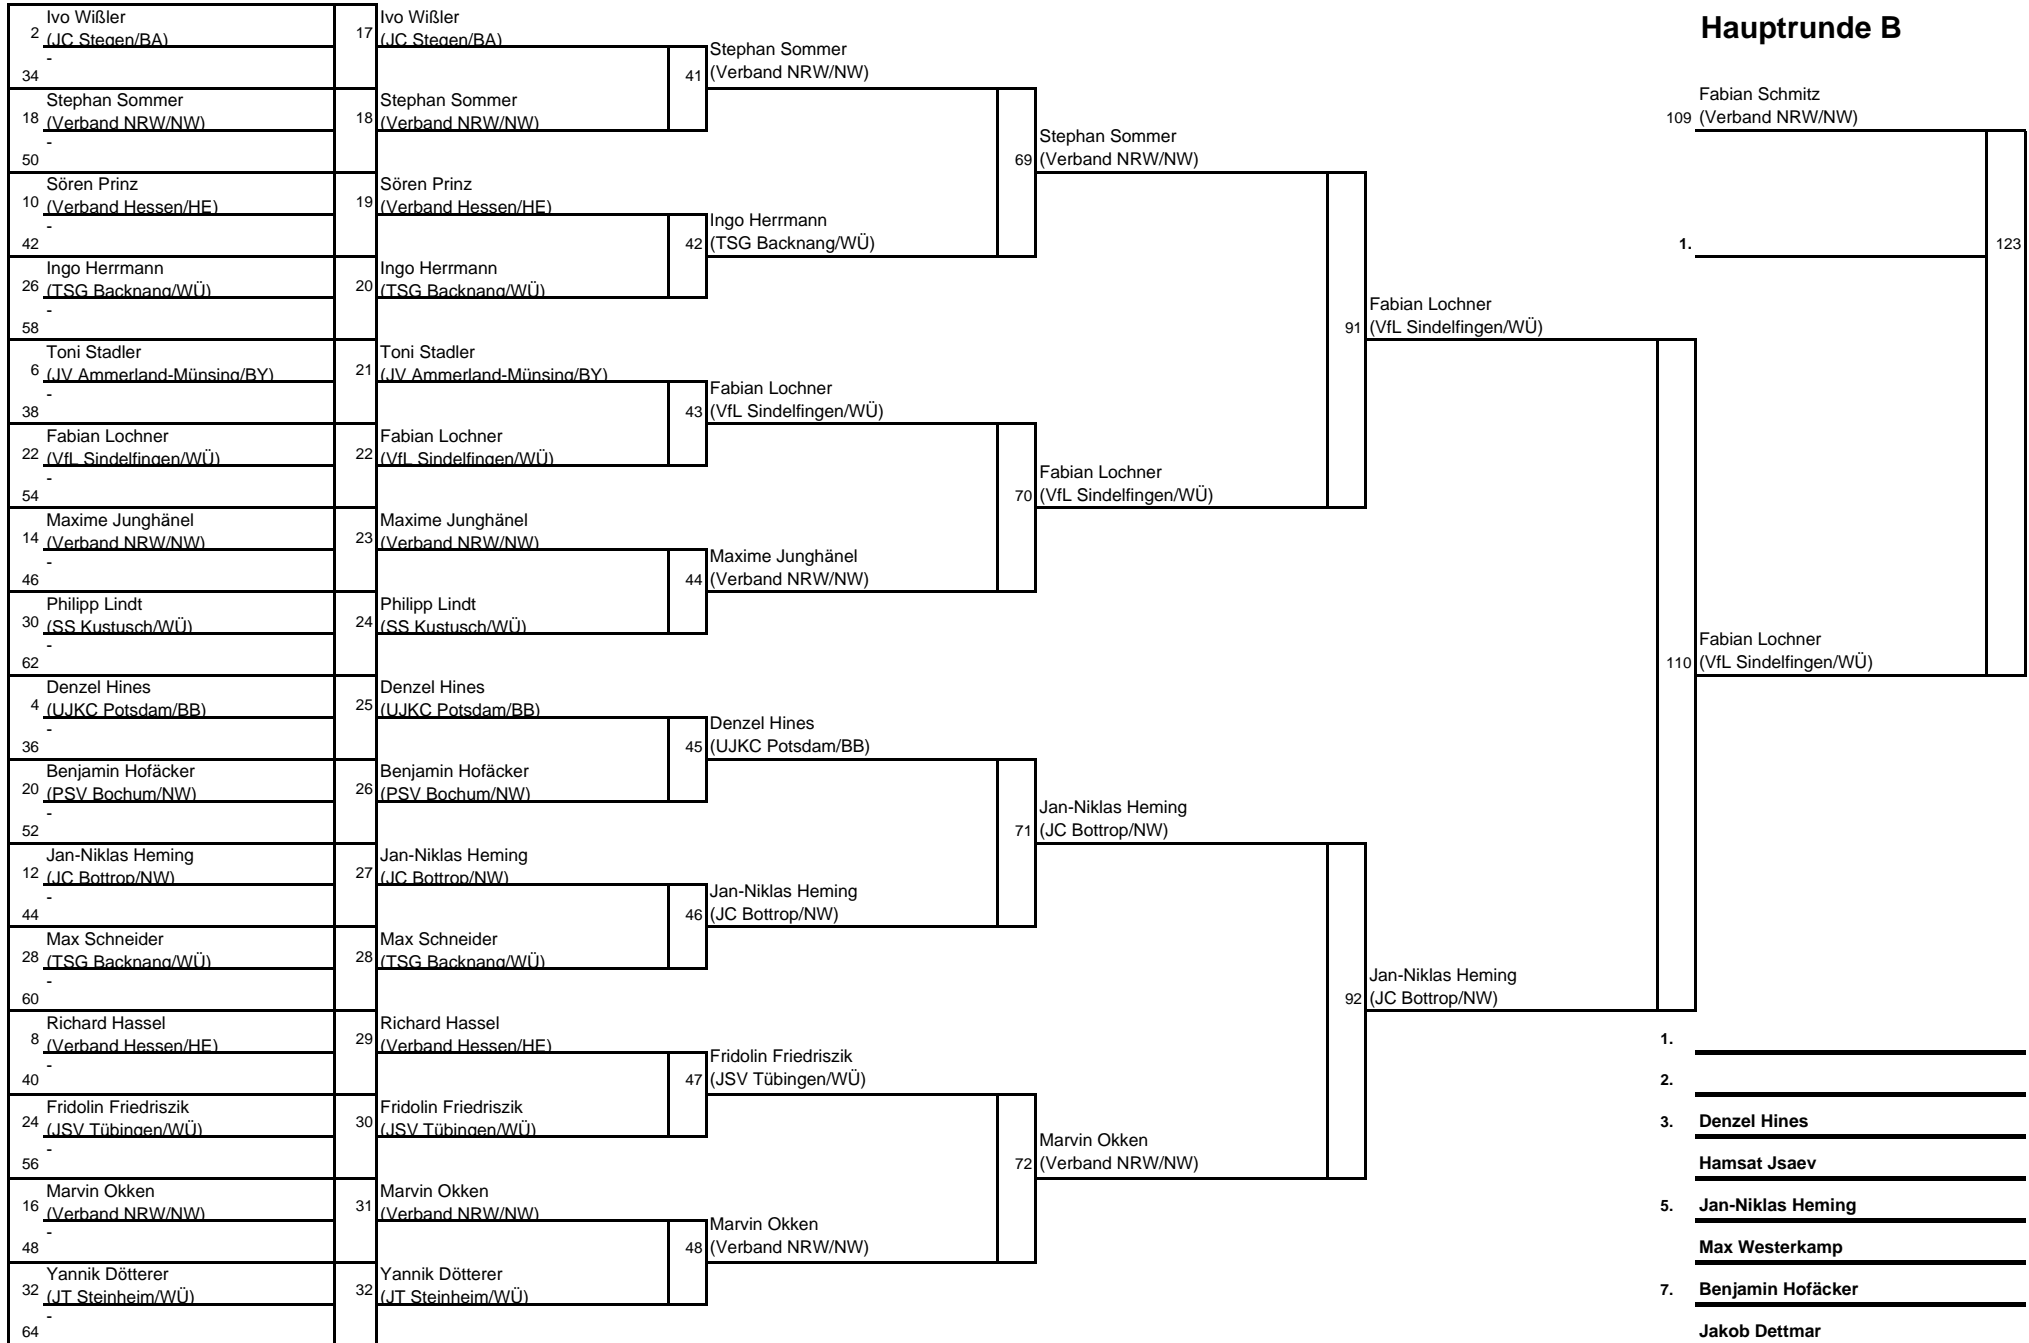 Hauptrunde B
2 Ivo Wißler
(JC Stegen/BA)
-
34
18 Stephan Sommer
(Verband NRW/NW)
-
50
10 Sören Prinz
(Verband Hessen/HE)
-
42
26 Ingo Herrmann
(TSG Backnang/WÜ)
-
58
6 Toni Stadler
(JV Ammerland-Münsing/BY)
-
38
22 Fabian Lochner
(VfL Sindelfingen/WÜ)
-
54
14 Maxime Junghänel
(Verband NRW/NW)
-
46
30 Philipp Lindt
(SS Kustusch/WÜ)
-
62
4 Denzel Hines
(UJKC Potsdam/BB)
-
36
20 Benjamin Hofäcker
(PSV Bochum/NW)
-
52
12 Jan-Niklas Heming
(JC Bottrop/NW)
-
44
28 Max Schneider
(TSG Backnang/WÜ)
-
60
8 Richard Hassel
(Verband Hessen/HE)
-
40
24 Fridolin Friedriszik
(JSV Tübingen/WÜ)
-
56
16 Marvin Okken
(Verband NRW/NW)
-
48
32 Yannik Dötterer
(JT Steinheim/WÜ)
-
64
17 Ivo Wißler
(JC Stegen/BA)
18 Stephan Sommer
(Verband NRW/NW)
19 Sören Prinz
(Verband Hessen/HE)
20 Ingo Herrmann
(TSG Backnang/WÜ)
21 Toni Stadler
(JV Ammerland-Münsing/BY)
22 Fabian Lochner
(VfL Sindelfingen/WÜ)
23 Maxime Junghänel
(Verband NRW/NW)
24 Philipp Lindt
(SS Kustusch/WÜ)
25 Denzel Hines
(UJKC Potsdam/BB)
26 Benjamin Hofäcker
(PSV Bochum/NW)
27 Jan-Niklas Heming
(JC Bottrop/NW)
28 Max Schneider
(TSG Backnang/WÜ)
29 Richard Hassel
(Verband Hessen/HE)
30 Fridolin Friedriszik
(JSV Tübingen/WÜ)
31 Marvin Okken
(Verband NRW/NW)
32 Yannik Dötterer
(JT Steinheim/WÜ)
41 Stephan Sommer
(Verband NRW/NW)
42 Ingo Herrmann
(TSG Backnang/WÜ)
43 Fabian Lochner
(VfL Sindelfingen/WÜ)
44 Maxime Junghänel
(Verband NRW/NW)
45 Denzel Hines
(UJKC Potsdam/BB)
46 Jan-Niklas Heming
(JC Bottrop/NW)
47 Fridolin Friedriszik
(JSV Tübingen/WÜ)
48 Marvin Okken
(Verband NRW/NW)
69 Stephan Sommer
(Verband NRW/NW)
70 Fabian Lochner
(VfL Sindelfingen/WÜ)
71 Jan-Niklas Heming
(JC Bottrop/NW)
72 Marvin Okken
(Verband NRW/NW)
91 Fabian Lochner
(VfL Sindelfingen/WÜ)
92 Jan-Niklas Heming
(JC Bottrop/NW)
109 Fabian Schmitz
(Verband NRW/NW)
1.
123
110 Fabian Lochner
(VfL Sindelfingen/WÜ)
1.
2.
3. Denzel Hines
Hamsat Jsaev
5. Jan-Niklas Heming
Max Westerkamp
7. Benjamin Hofäcker
Jakob Dettmar